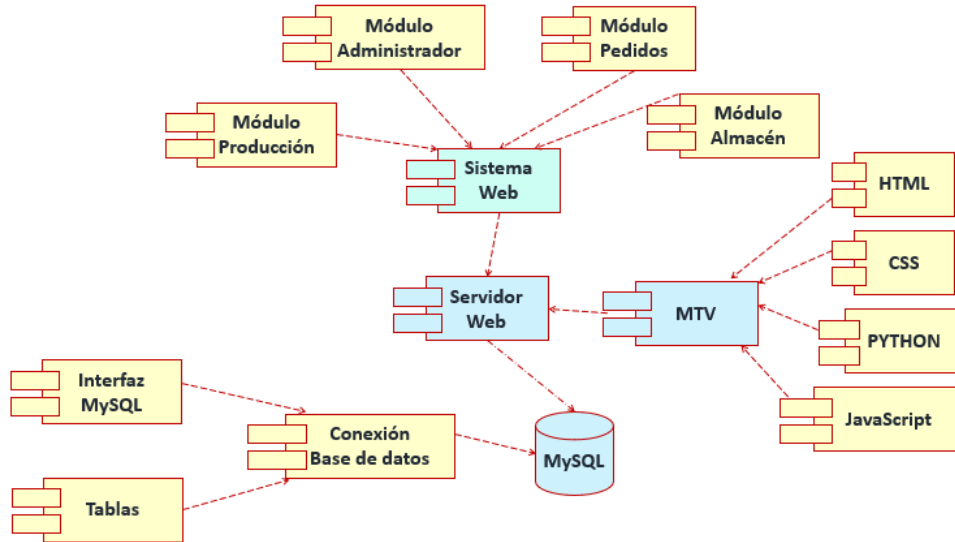 Módulo
Administrador
Módulo
Pedidos
Módulo
Producción
Módulo
Almacén
Sistema
Web
HTML
CSS
Servidor
Web
MTV
PYTHON
Interfaz
MySQL
JavaScript
Conexión
Base de datos
MySQL
Tablas